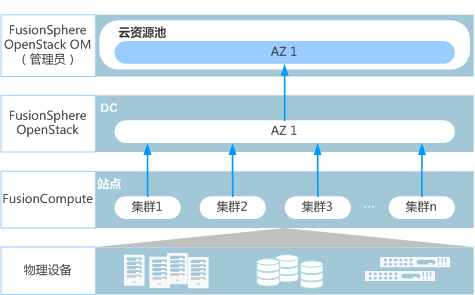 FusionSphere
OpenStack OM
（管理员）
云资源池
AZ 1
FusionSphere
OpenStack
DC
AZ 1
FusionCompute
站点
集群1
集群2
集群3
...
集群n
物理设备